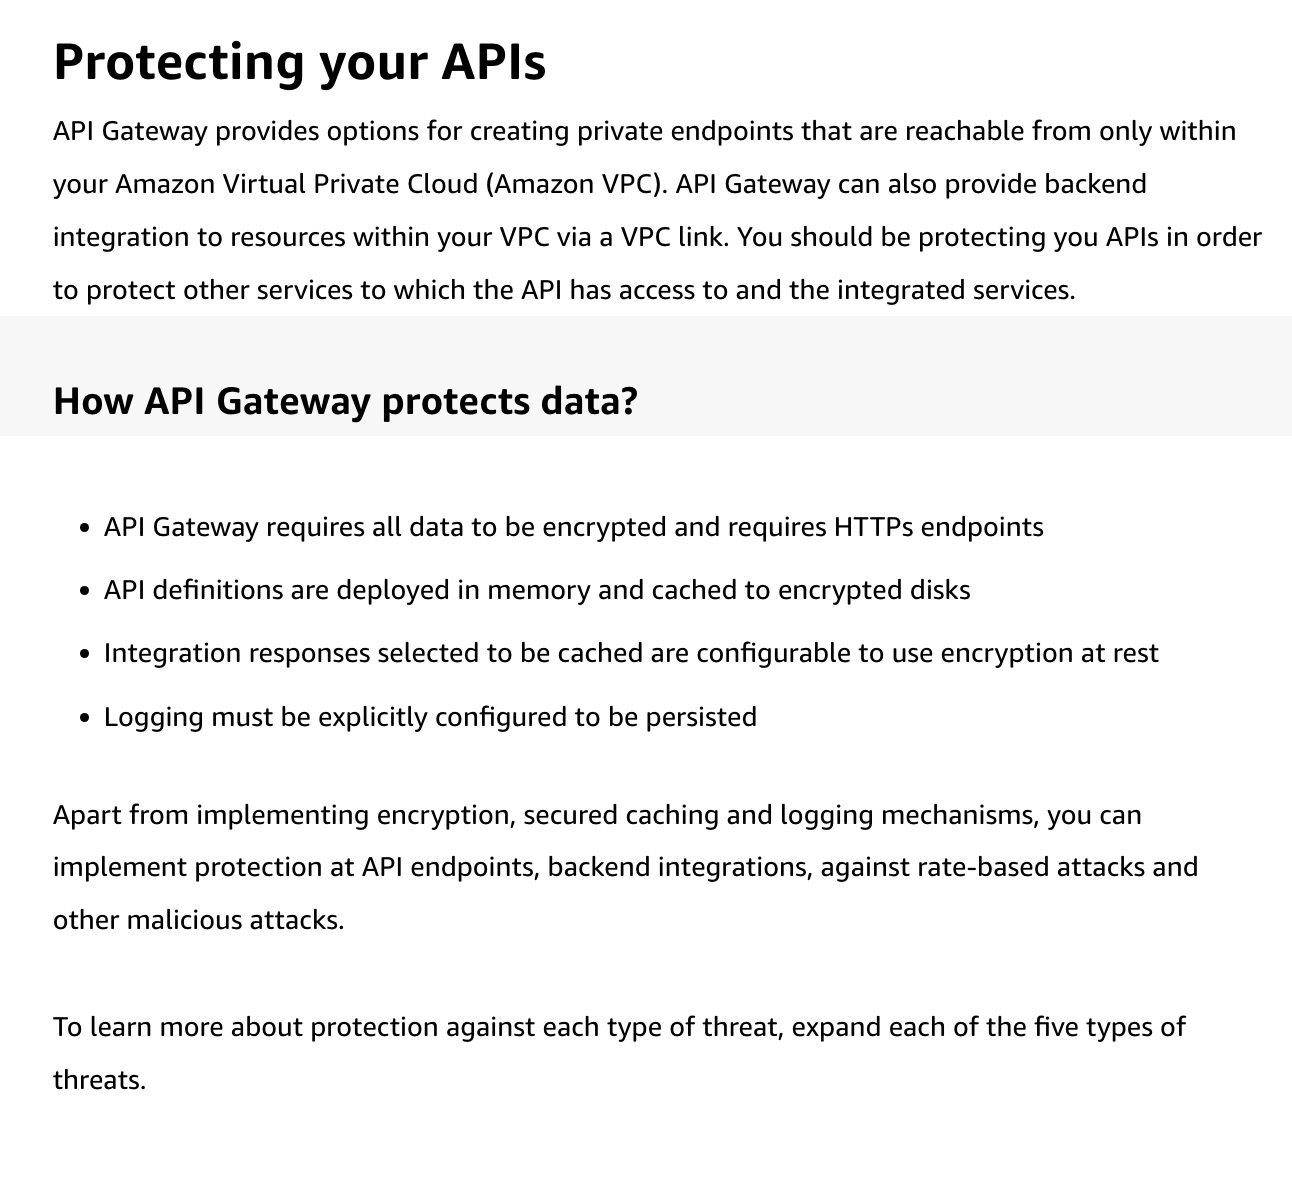 Protecting your APIs
API Gateway provides options for creating private endpoints that are reachable from only within
your Amazon Virtual Private Cloud (Amazon VPC). API Gateway can also provide backend
integration to resources within your VPC via a VPC link. You should be protecting you APIs in order
to protect other services to which the API has access to and the integrated services.
How API Gateway protects data?
• API Gateway requires all data to be encrypted and requires HTTPs endpoints
• API definitions are deployed in memory and cached to encrypted disks
• Integration responses selected to be cached are configurable to use encryption at rest
• Logging must be explicitly configured to be persisted
Apart from implementing encryption, secured caching and logging mechanisms, you can
implement protection at API endpoints, backend integrations, against rate-based attacks and
other malicious attacks.
To learn more about protection against each type of threat, expand each of the five types of
threats.